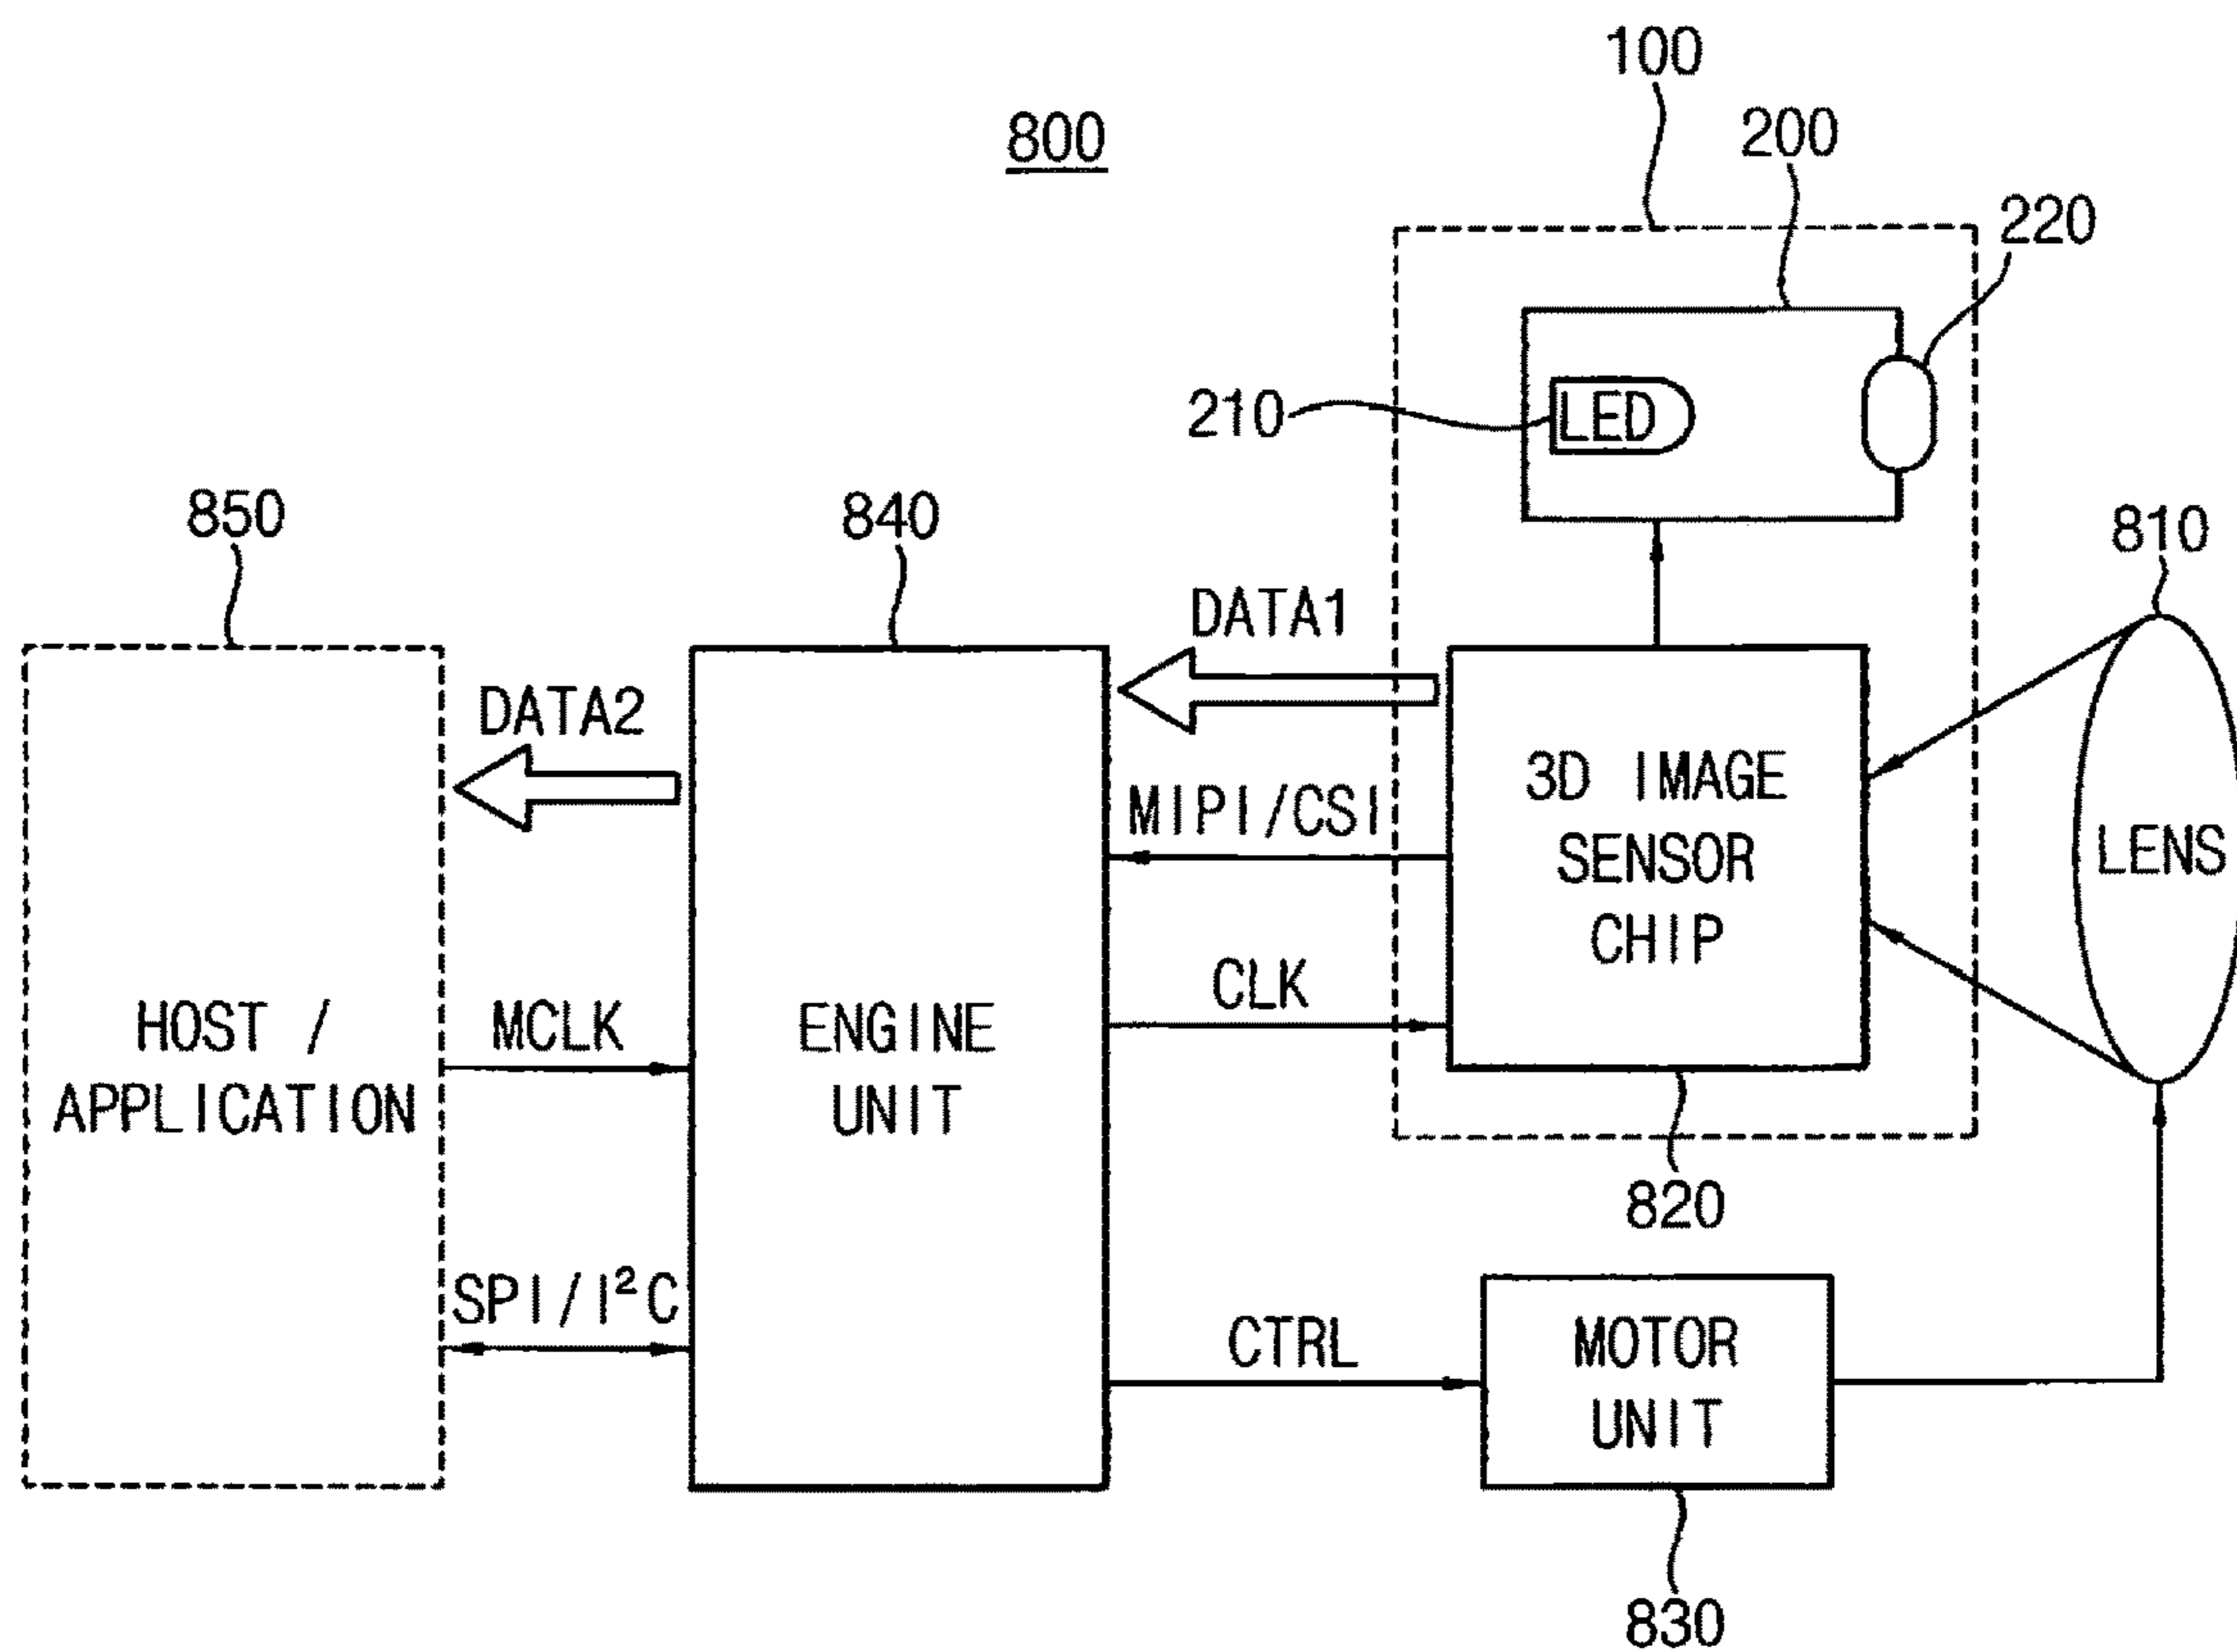 100
800
200
220
210
LED
850
840
810
DATA1
DATA2
3D IMAGE
SENSOR
CHIP
MIPI/CSI
LENS
CLK
HOST /
APPLICATION
MCLK
ENGINE
UNIT
820
SPI/I²C
CTRL
MOTOR
UNIT
830